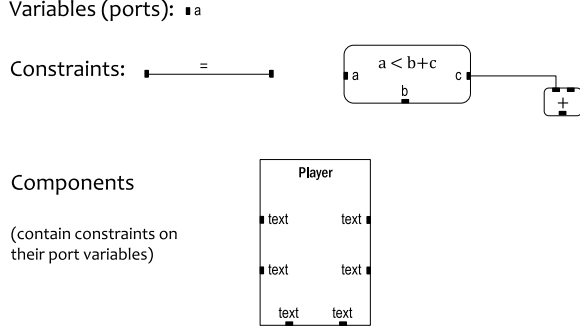 Variables (ports): a
Constraints: =
a < b+c
a c
b
+
Components
Player
(contain constraints on
their port variables)
text text
text text
text text